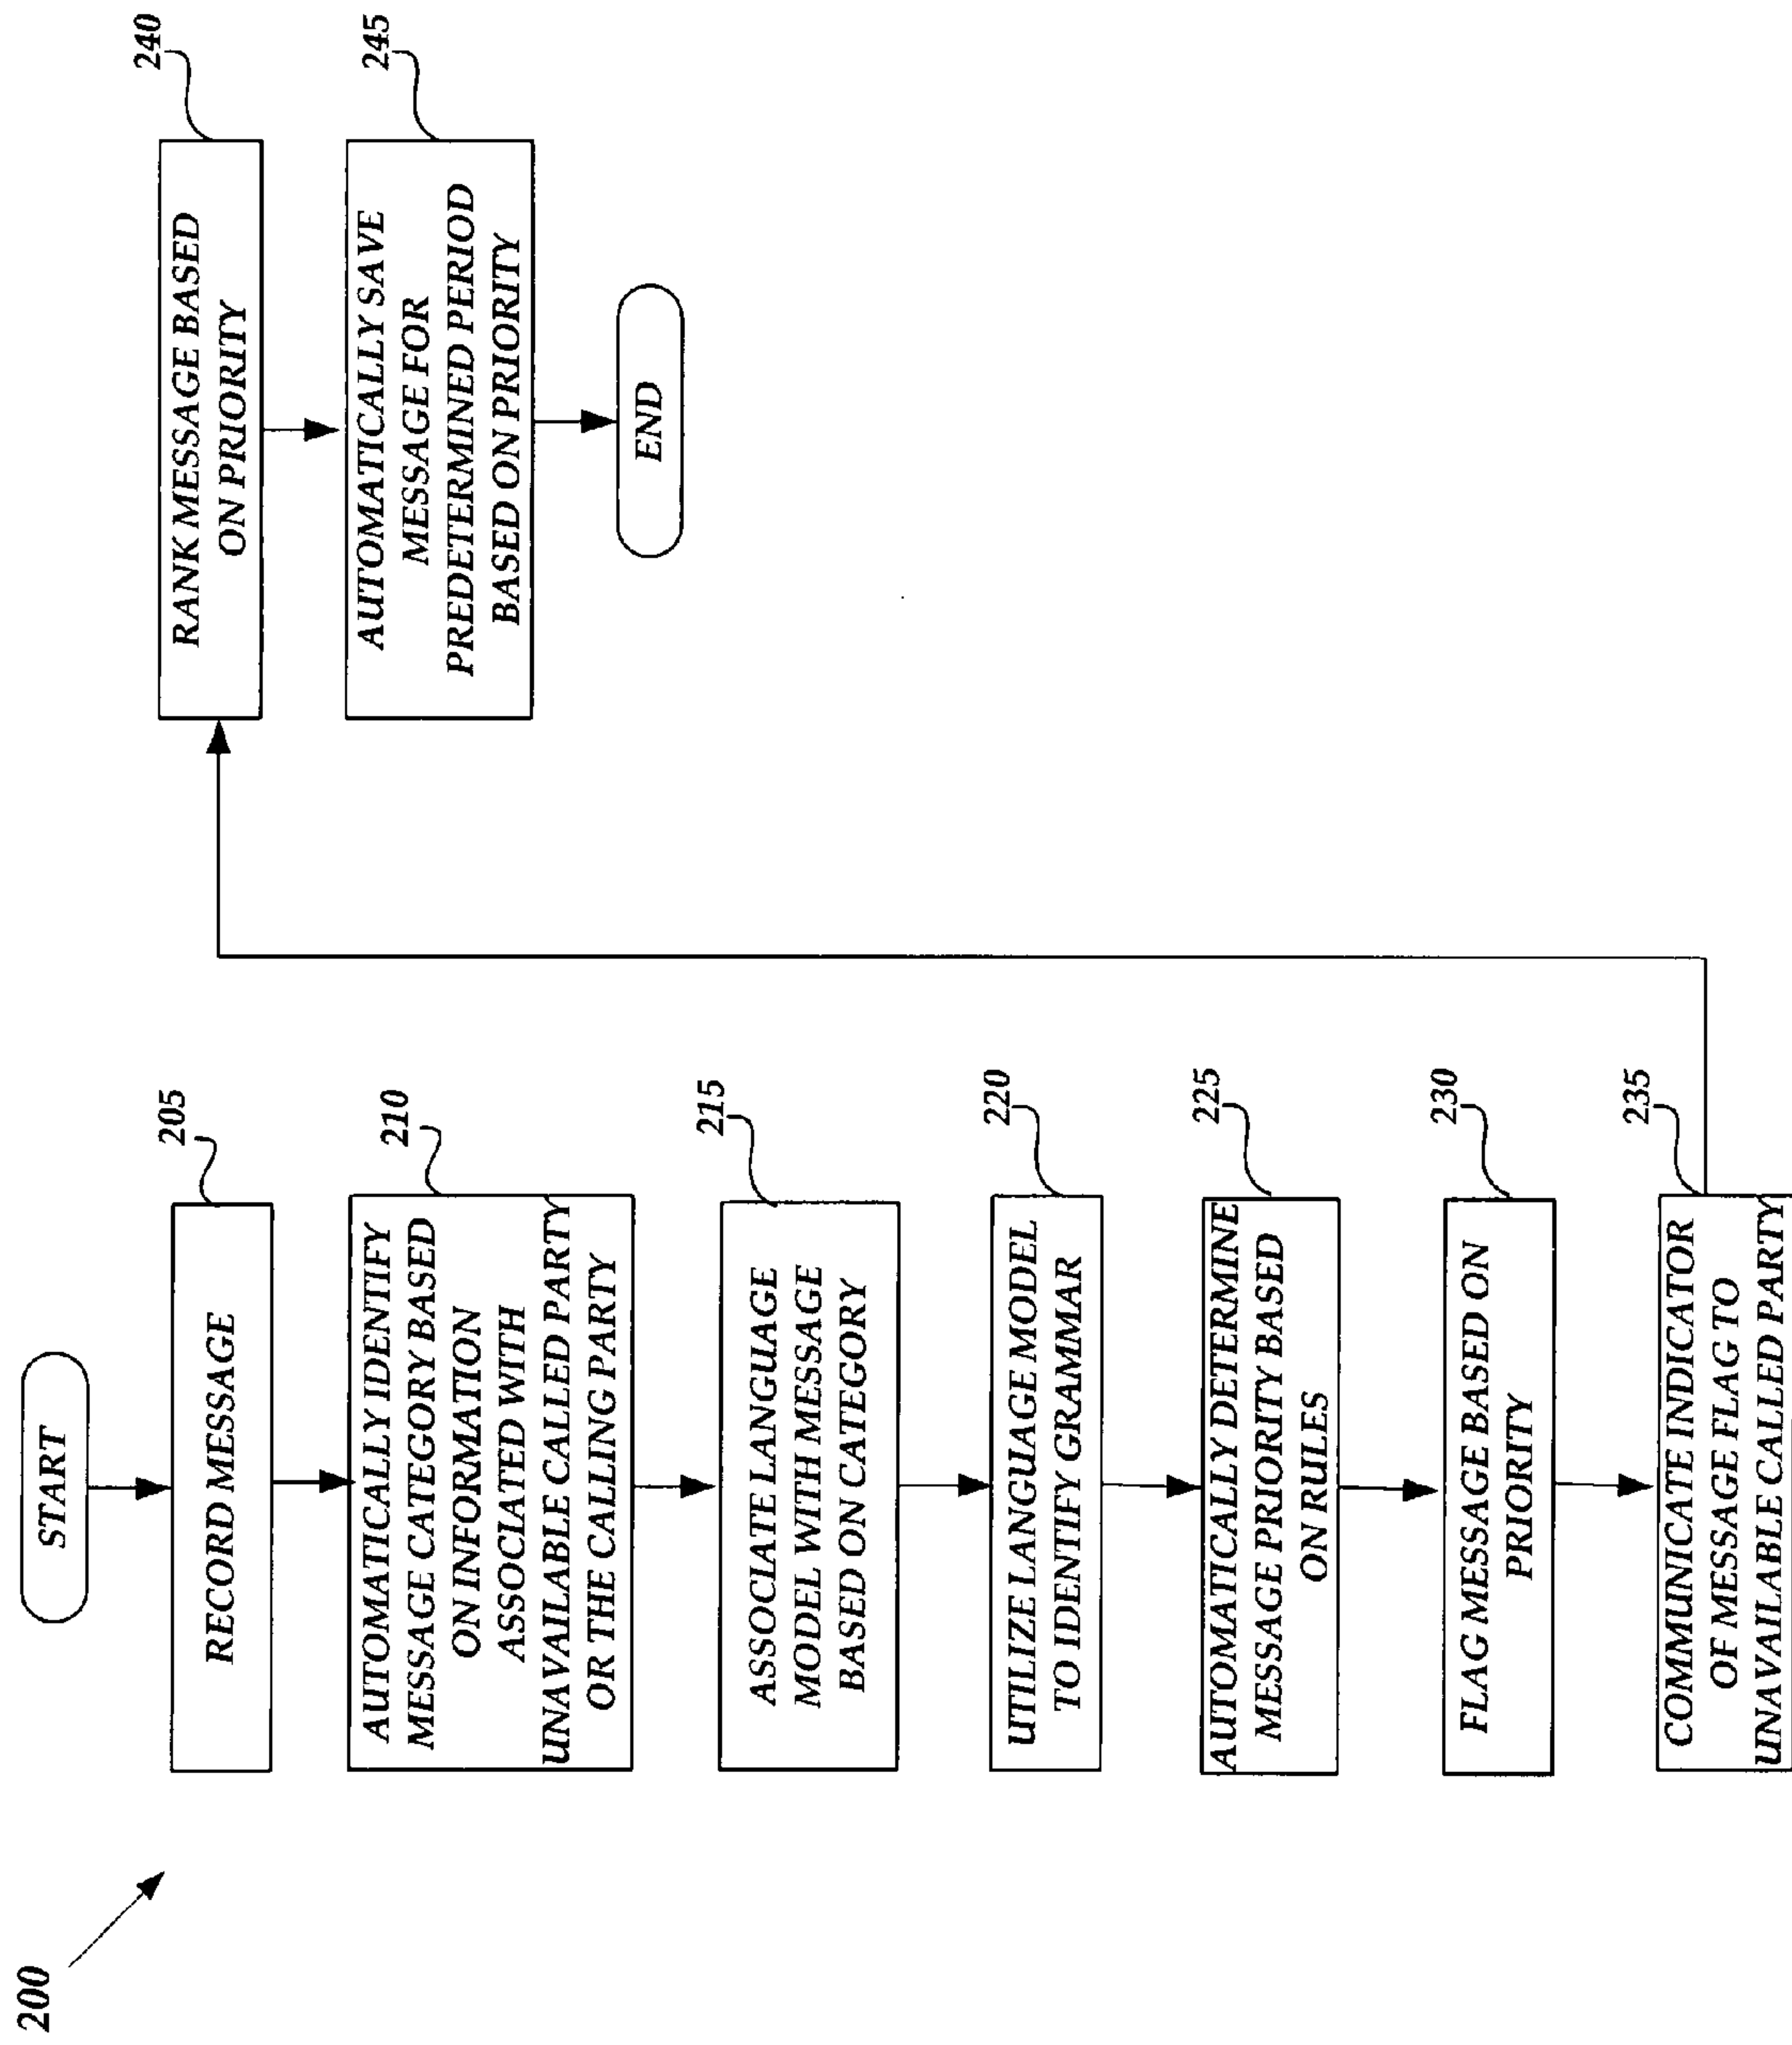 200
START
205
RECORD MESSAGE
210
AUTOMATICALLY IDENTIFY
MESSAGE CATEGORY BASED
ON INFORMATION
ASSOCIATED WITH
UNAVAILABLE CALLED PARTY
OR THE CALLING PARTY
215
ASSOCIATE LANGUAGE
MODEL WITH MESSAGE
BASED ON CATEGORY
220
UTILIZE LANGUAGE MODEL
TO IDENTIFY GRAMMAR
225
AUTOMATICALLY DETERMINE
MESSAGE PRIORITY BASED
ON RULES
230
FLAG MESSAGE BASED ON
PRIORITY
235
COMMUNICATE INDICATOR
OF MESSAGE FLAG TO
UNAVAILABLE CALLED PARTY
240
RANK MESSAGE BASED
ON PRIORITY
245
AUTOMATICALLY SAVE
MESSAGE FOR
PREDETERMINED PERIOD
BASED ON PRIORITY
END